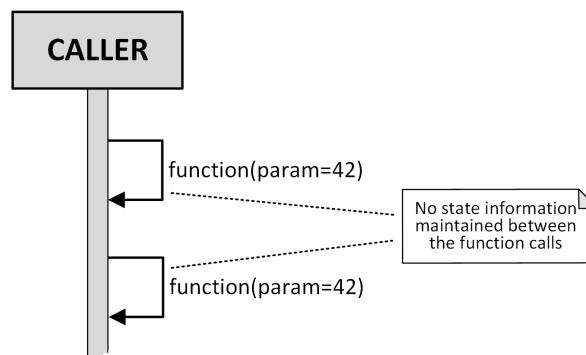 CALLER
function(param=42)
No state information
maintained between
the function calls
function(param=42)